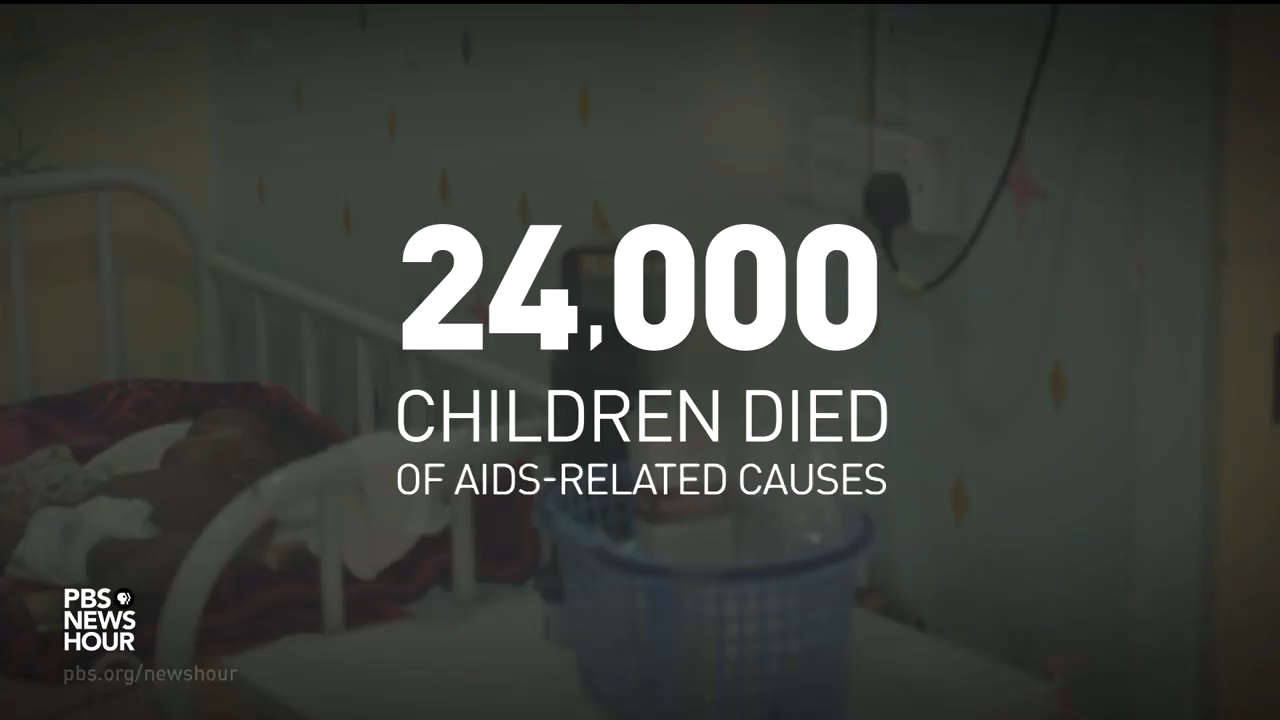 24,000
CHILDREN DIED
OF AIDS-RELATED CAUSES
PBS
NEWS
HOUR
pbs.org/newshour